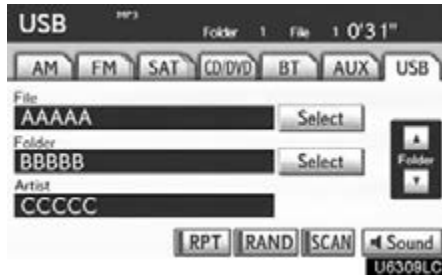 USB MP3 Folder 1 File 1 0'31"
AM FM SAT CD/DVD BT AUX USB
File
AAAAA Select
Folder
BBBBB Select
Folder
Artist
CCCCC
RPT RAND SCAN Sound
U6309LC